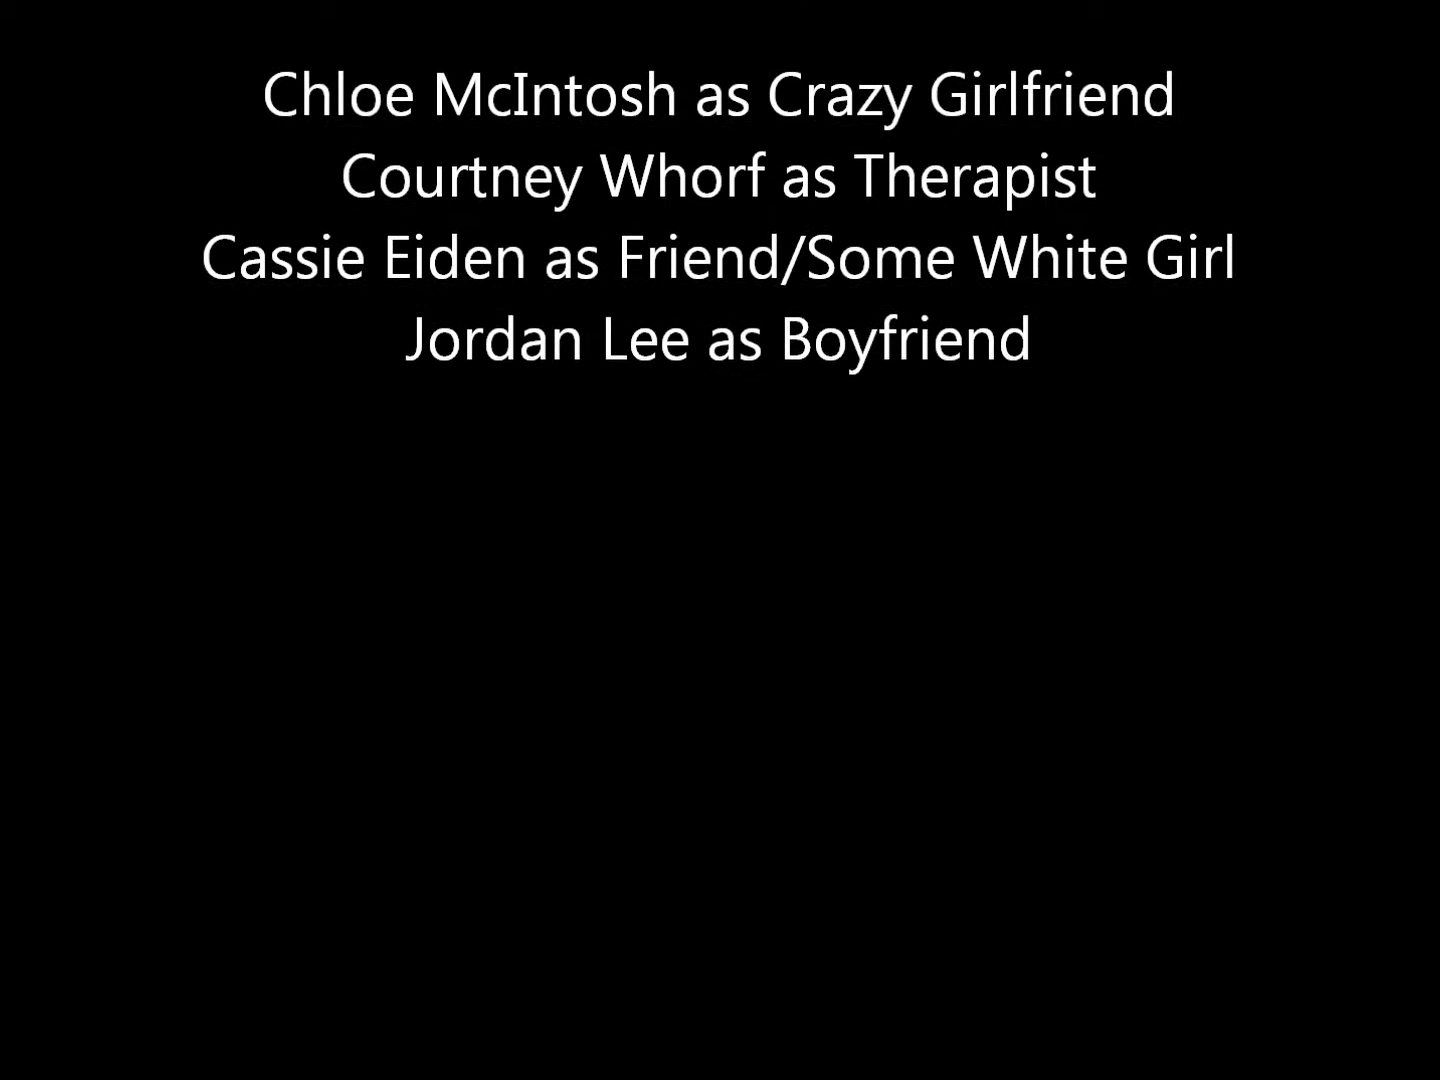 Chloe McIntosh as Crazy Girlfriend
Courtney Whorf as Therapist
Cassie Eiden as Friend/Some White Girl
Jordan Lee as Boyfriend